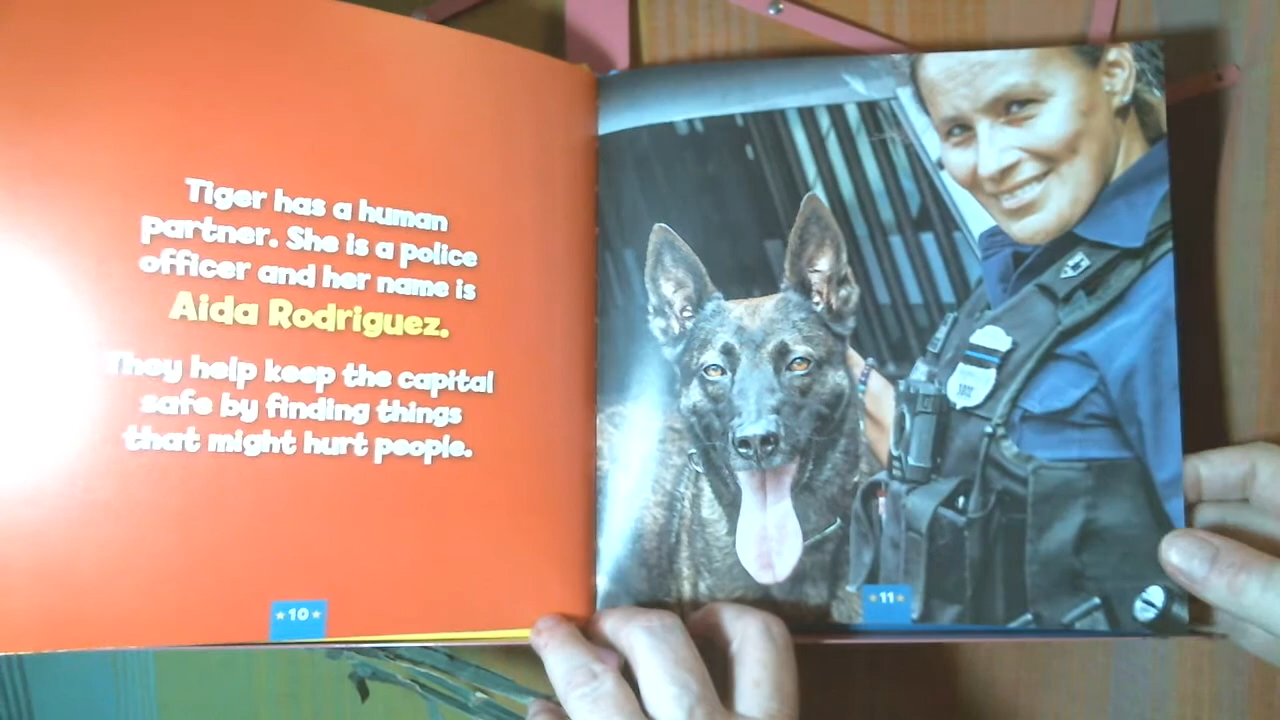 Tiger has a human
partner. She is a police
officer and her name is
Aida Rodriguez.
They help keep the capital
safe by finding things
that might hurt people.
10
11